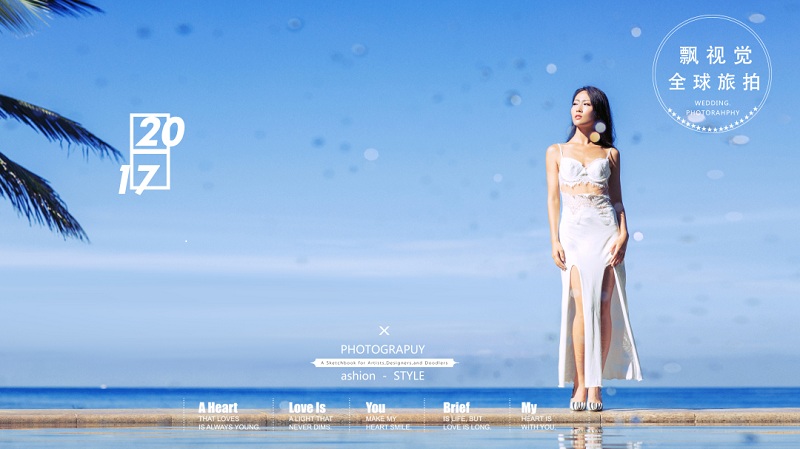 飘视觉
全球旅拍
WEDDING.
PHOTORAHPHY
20
17
×
PHOTOGRAPUY
A Sketchbook for Artists,Designers,and Doodlers
ashion - STYLE
A Heart
THAT LOVES
IS ALWAYS YOUNG.
Love Is
A LIGHT THAT
NEVER DIMS.
You
MAKE MY
HEART SMILE.
Brief
IS LIFE, BUT
LOVE IS LONG.
My
HEART IS
WITH YOU.